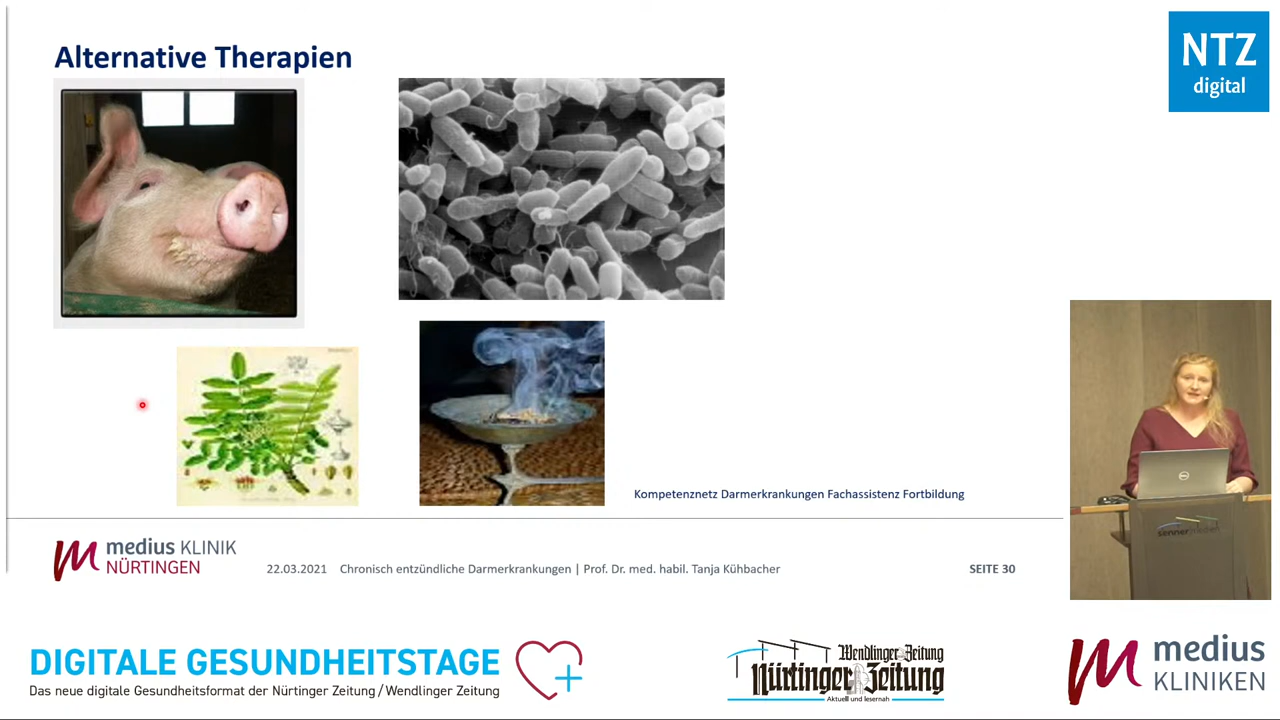 Alternative Therapien
NTZ
digital
Kompetenznetz Darmerkrankungen Fachassistenz Fortbildung
medius KLINIK
NÜRTINGEN
22.03.2021 Chronisch entzündliche Darmerkrankungen | Prof. Dr. med. habil. Tanja Kühbacher
SEITE 30
DIGITALE GESUNDHEITSTAGE
Das neue digitale Gesundheitsformat der Nürtinger Zeitung / Wendlinger Zeitung
Wendlinger Zeitung
Nürtinger Zeitung
Aktuell und lesernah
medius
KLINIKEN